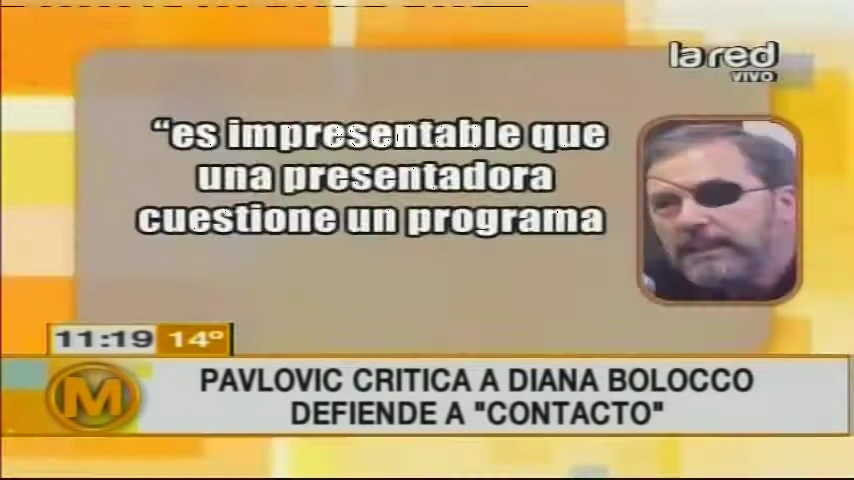 la red
VIVO
“es impresentable que
una presentadora
cuestione un programa
11:19 14º
M
PAVLOVIC CRITICA A DIANA BOLOCCO
DEFIENDE A "CONTACTO"